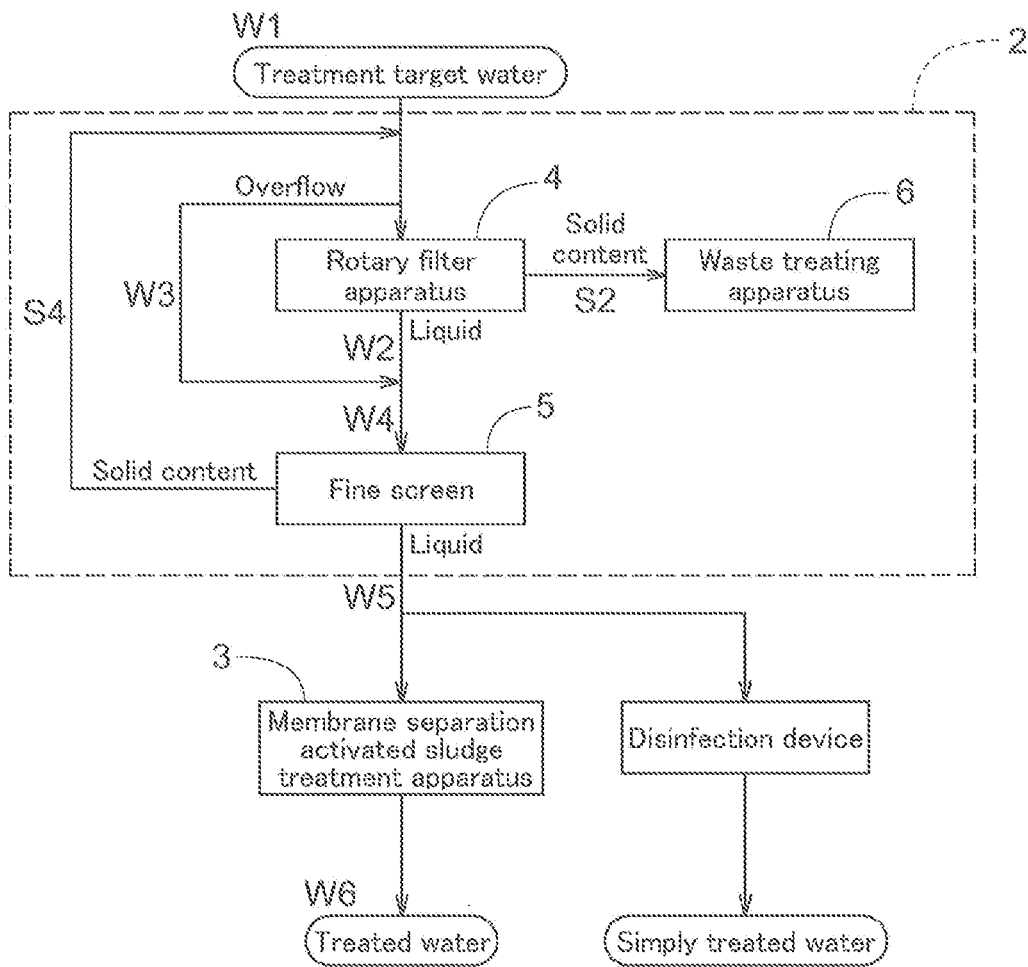 W1
Treatment target water
2
Overflow
4
6
Solid
content
S2
Rotary filter
apparatus
Waste treating
apparatus
S4
W3
Liquid
W2
W4
5
Solid content
Fine screen
Liquid
W5
3
Membrane separation
activated sludge
treatment apparatus
Disinfection device
W6
Treated water
Simply treated water